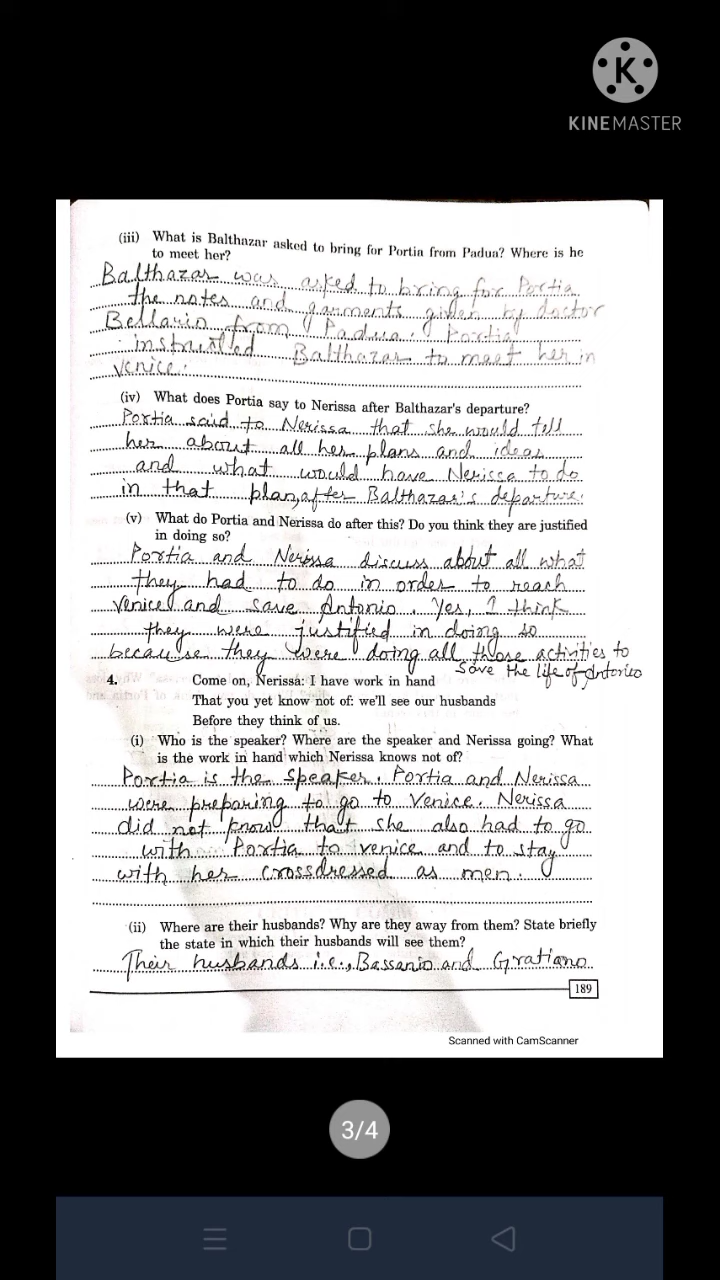 K
KINEMASTER
(iii) What is Balthazar asked to bring for Portia from Padua? Where is he
to meet her?
Balthazar was asked to bring for Portia
the notes and garments given by doctor
Bellario from Padua. Portia
instructed Balthazar to meet her in
Venice.
(iv) What does Portia say to Nerissa after Balthazar's departure?
Portia said to Nerissa that she would tell
her about all her plans and ideas
and what would have Nerissa to do
in that plan, after Balthazar's departure.
(v) What do Portia and Nerissa do after this? Do you think they are justified
in doing so?
Portia and Nerissa discuss about all what
they had to do in order to reach
Venice and save Antonio. Yes, I think
they were justified in doing so
because they were doing all those activities to
save the life of Antonio
4. Come on, Nerissa: I have work in hand
That you yet know not of: we'll see our husbands
Before they think of us.
(i) Who is the speaker? Where are the speaker and Nerissa going? What
is the work in hand which Nerissa knows not of?
Portia is the speaker. Portia and Nerissa
were preparing to go to Venice. Nerissa
did not know that she also had to go
with Portia to venice and to stay
with her crossdressed as men.
(ii) Where are their husbands? Why are they away from them? State briefly
the state in which their husbands will see them?
Their husbands i.e., Bassanio and Gratiano
189
Scanned with CamScanner
3/4